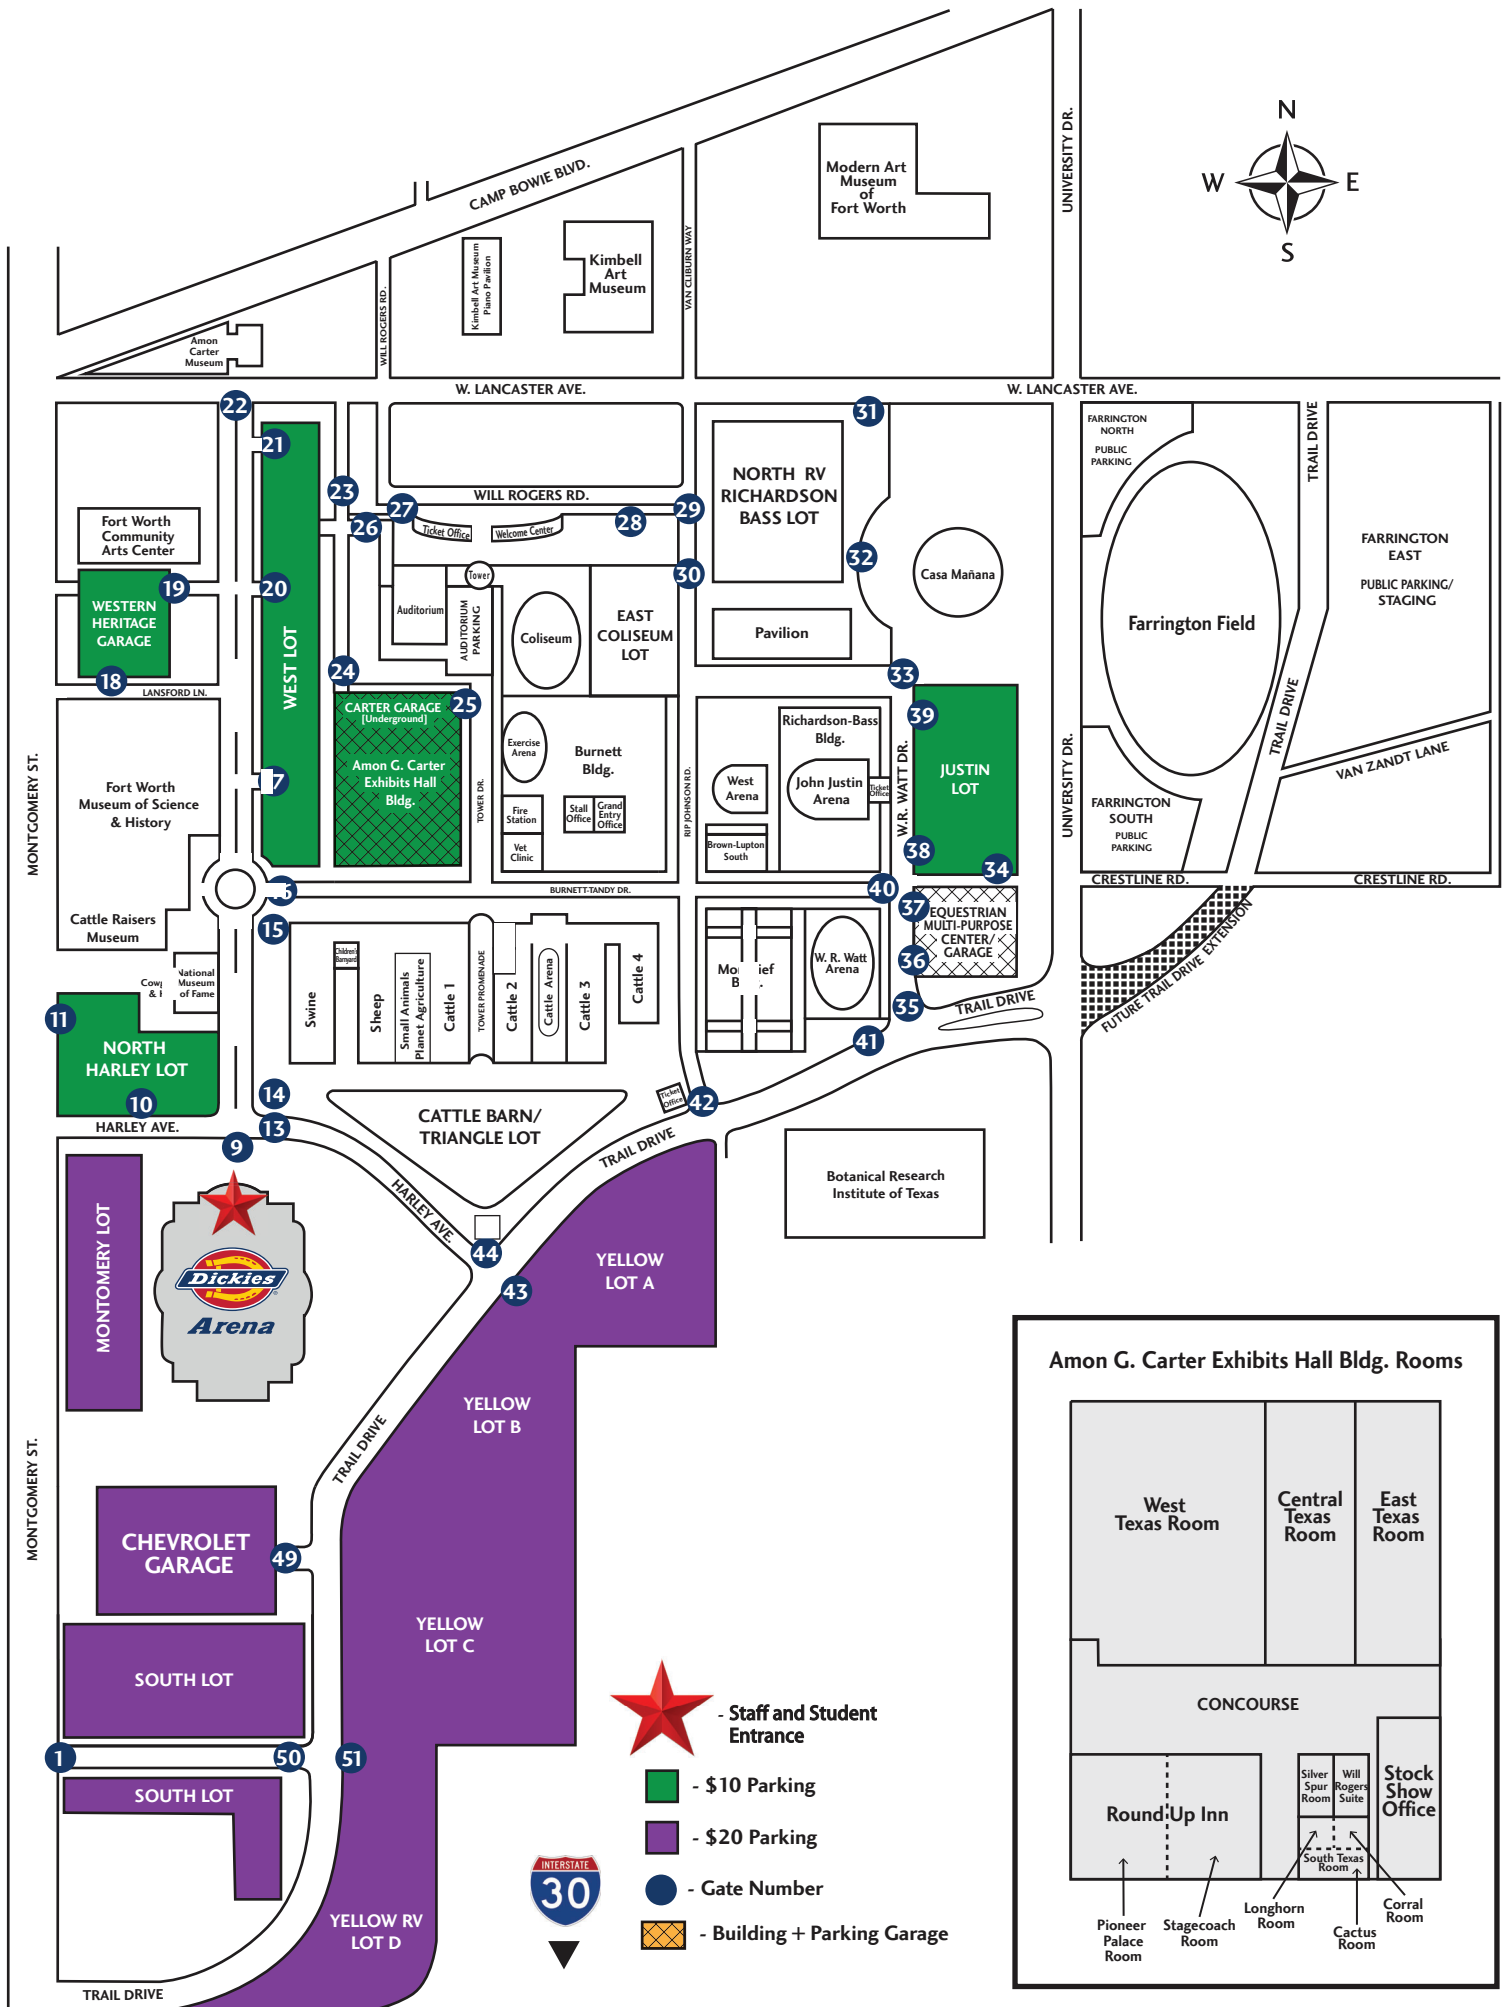 CAMP BOWIE BLVD.
UNIVERSITY DR.
N
W
E
S
Modern Art
Museum
of
Fort Worth
Kimbell Art Museum
Piano Pavilion
Kimbell
Art
Museum
VAN CLIBURN WAY
WILL ROGERS RD.
Amon
Carter
Museum
W. LANCASTER AVE.
W. LANCASTER AVE.
22
21
20
19
18
23
24
25
26
27
28
29
30
31
32
33
Fort Worth
Community
Arts Center
WESTERN
HERITAGE
GARAGE
LANSFORD LN.
WEST LOT
WILL ROGERS RD.
Ticket Office
Welcome Center
Tower
Auditorium
AUDITORIUM
PARKING
Coliseum
EAST
COLISEUM
LOT
NORTH RV
RICHARDSON
BASS LOT
Pavilion
Casa Mañana
FARRINGTON
NORTH
PUBLIC
PARKING
Farrington Field
TRAIL DRIVE
FARRINGTON
EAST
PUBLIC PARKING/
STAGING
TRAIL DRIVE
VAN ZANDT LANE
FARRINGTON
SOUTH
PUBLIC
PARKING
CRESTLINE RD.
CRESTLINE RD.
FUTURE TRAIL DRIVE EXTENSION
MONTGOMERY ST.
Fort Worth
Museum of Science
& History
Cattle Raisers
Museum
7
CARTER GARAGE
[Underground]
Amon G. Carter
Exhibits Hall
Bldg.
TOWER DR.
Exercise
Arena
Burnett
Bldg.
Fire
Station
Stall
Office
Grand
Entry
Office
Vet
Clinic
RIP JOHNSON RD.
Richardson-Bass
Bldg.
West
Arena
John Justin
Arena
Ticket
Office
Brown-Lupton
South
W.R. WATT DR.
39
JUSTIN
LOT
38
34
UNIVERSITY DR.
16
BURNETT-TANDY DR.
40
37
EQUESTRIAN
MULTI-PURPOSE
CENTER/
GARAGE
36
35
TRAIL DRIVE
41
15
National
Museum
of Fame
Children's
Barnyard
Swine
Sheep
Small Animals
Planet Agriculture
Cattle 1
TOWER PROMENADE
Cattle 2
Cattle Arena
Cattle 3
Cattle 4
W. R. Watt
Arena
11
NORTH
HARLEY LOT
10
HARLEY AVE.
14
13
9
CATTLE BARN/
TRIANGLE LOT
Ticket
Office
42
TRAIL DRIVE
HARLEY AVE.
44
43
Botanical Research
Institute of Texas
MONTOMERY LOT
Dickies
Arena
YELLOW
LOT A
YELLOW
LOT B
TRAIL DRIVE
MONTGOMERY ST.
CHEVROLET
GARAGE
49
YELLOW
LOT C
SOUTH LOT
1
50
51
SOUTH LOT
YELLOW RV
LOT D
TRAIL DRIVE
- Staff and Student
Entrance
- $10 Parking
- $20 Parking
- Gate Number
- Building + Parking Garage
INTERSTATE
30
Amon G. Carter Exhibits Hall Bldg. Rooms
West
Texas Room
Central
Texas
Room
East
Texas
Room
CONCOURSE
Round Up Inn
Silver
Spur
Room
Will
Rogers
Suite
Stock
Show
Office
South Texas
Room
Pioneer
Palace
Room
Stagecoach
Room
Longhorn
Room
Cactus
Room
Corral
Room